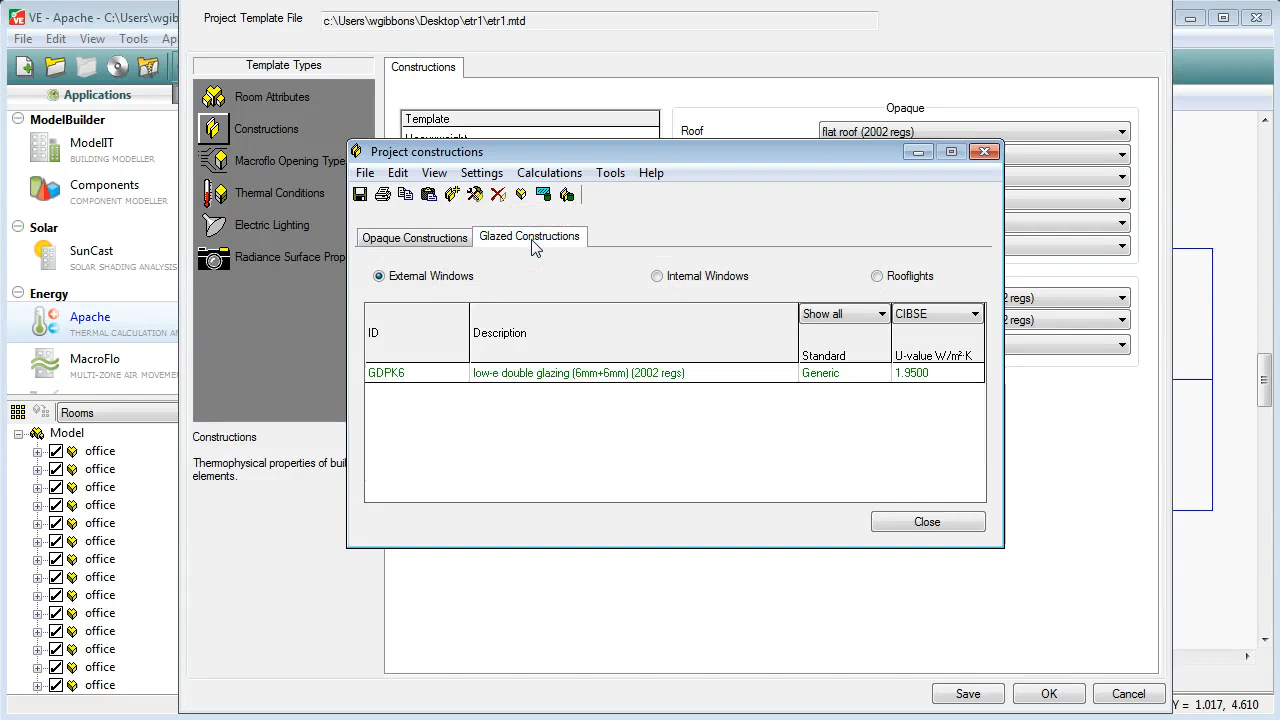 VE - Apache - C:\Users\wgib
File Edit View Tools Ap
Applications
ModelBuilder
ModelIT
BUILDING MODELLER
Components
COMPONENT MODELLER
Solar
SunCast
SOLAR SHADING ANALYSIS
Energy
Apache
THERMAL CALCULATION AN
MacroFlo
MULTI-ZONE AIR MOVEMEN
Rooms
Model
office
office
office
office
office
office
office
office
office
office
office
office
office
office
Project Template File c:\Users\wgibbons\Desktop\etr1\etr1.mtd
Template Types
Room Attributes
Constructions
Macroflo Opening Type
Thermal Conditions
Electric Lighting
Radiance Surface Prop
Constructions
Thermophysical properties of buil
elements.
Constructions
Template
Heavyweight
Opaque
Roof flat roof (2002 regs)
2 regs)
2 regs)
Project constructions
File Edit View Settings Calculations Tools Help
Opaque Constructions Glazed Constructions
External Windows Internal Windows Rooflights
Show all CIBSE
ID Description
Standard U-value W/m²·K
GDPK6 low-e double glazing (6mm+6mm) (2002 regs) Generic 1.9500
Close
Save OK Cancel
Y = 1.017, 4.610